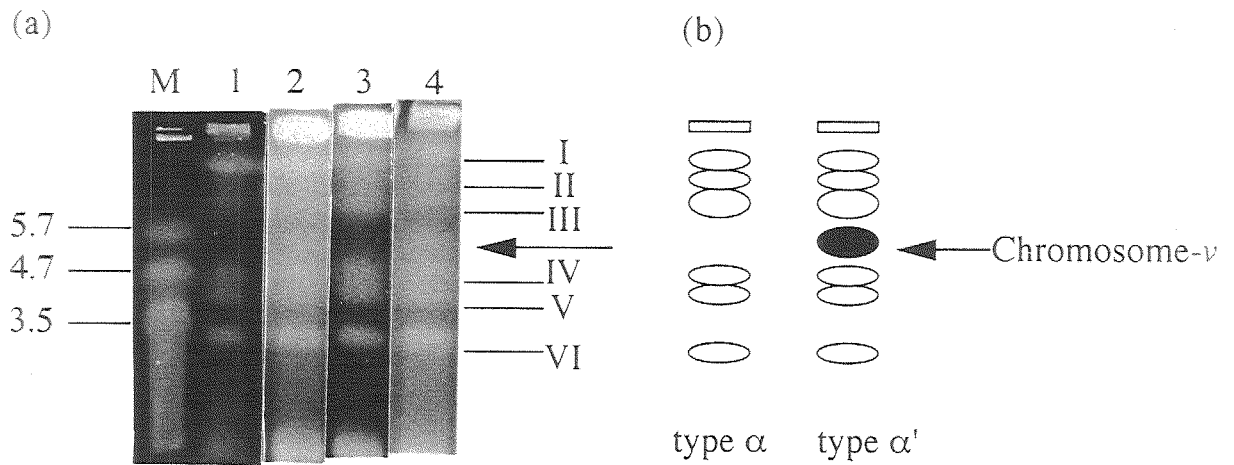 (a)
(b)
M 1 2 3 4
I
II
III
5.7
4.7
3.5
IV
V
VI
Chromosome-ν
type α type α'